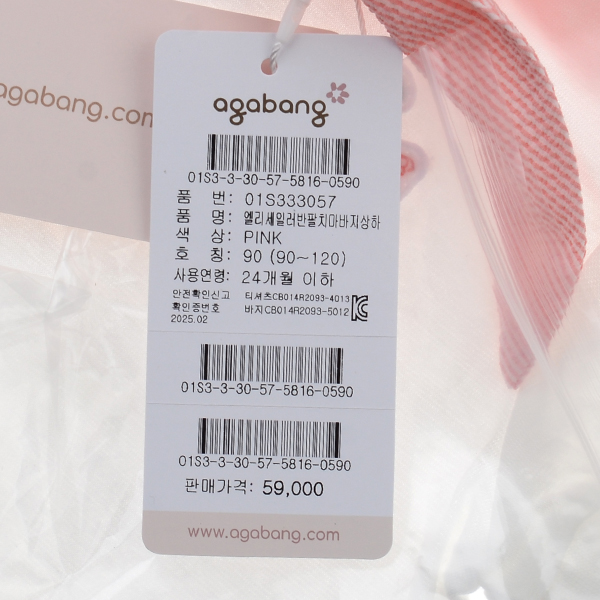 agabang.com
agabang
01S3-3-30-57-5816-0590
품 번: 01S333057
품 명: 엘리세일러반팔치마바지상하
색 상: PINK
호 칭: 90 (90~120)
사용연령: 24개월 이하
안전확인신고 티셔츠CB014R2093-4013
확인증번호 바지CB014R2093-5012
2025.02
01S3-3-30-57-5816-0590
01S3-3-30-57-5816-0590
판매가격: 59,000
www.agabang.com